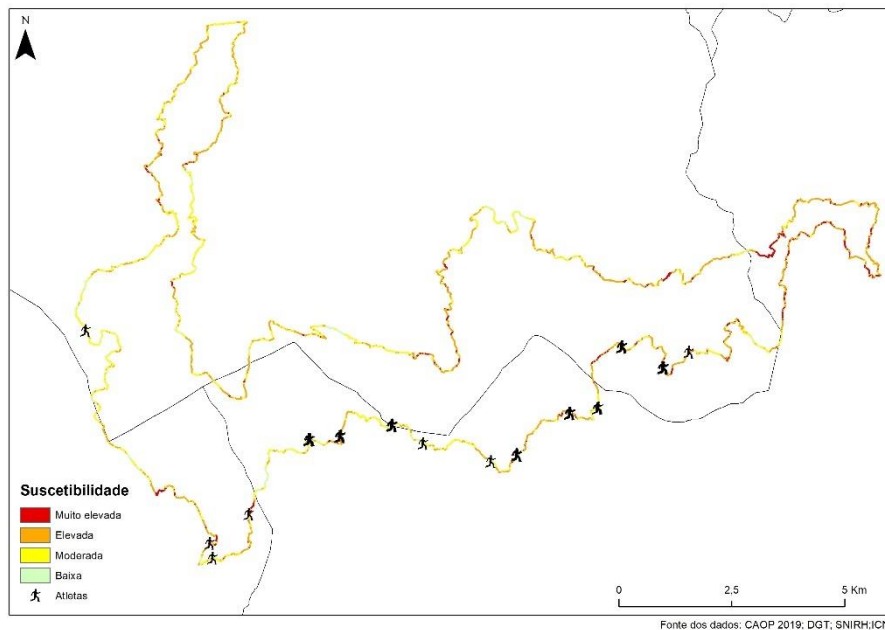 N
Suscetibilidade
Muito elevada
Elevada
Moderada
Baixa
Atletas
0 2.5 5 Km
Fonte dos dados: CAOP 2019; DGT; SNIRH;ICN